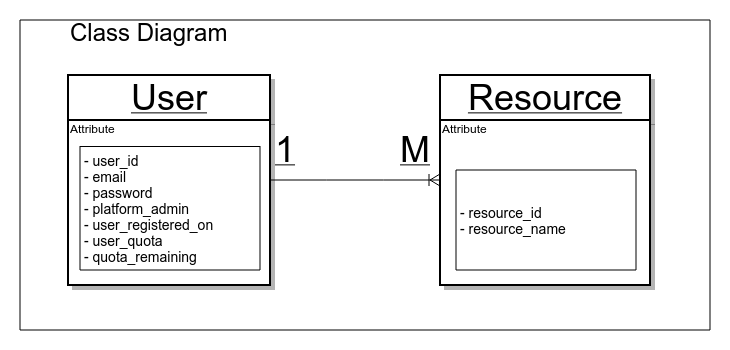 Class Diagram
User
Attribute
- user_id
- email
- password
- platform_admin
- user_registered_on
- user_quota
- quota_remaining
1
M
Resource
Attribute
- resource_id
- resource_name